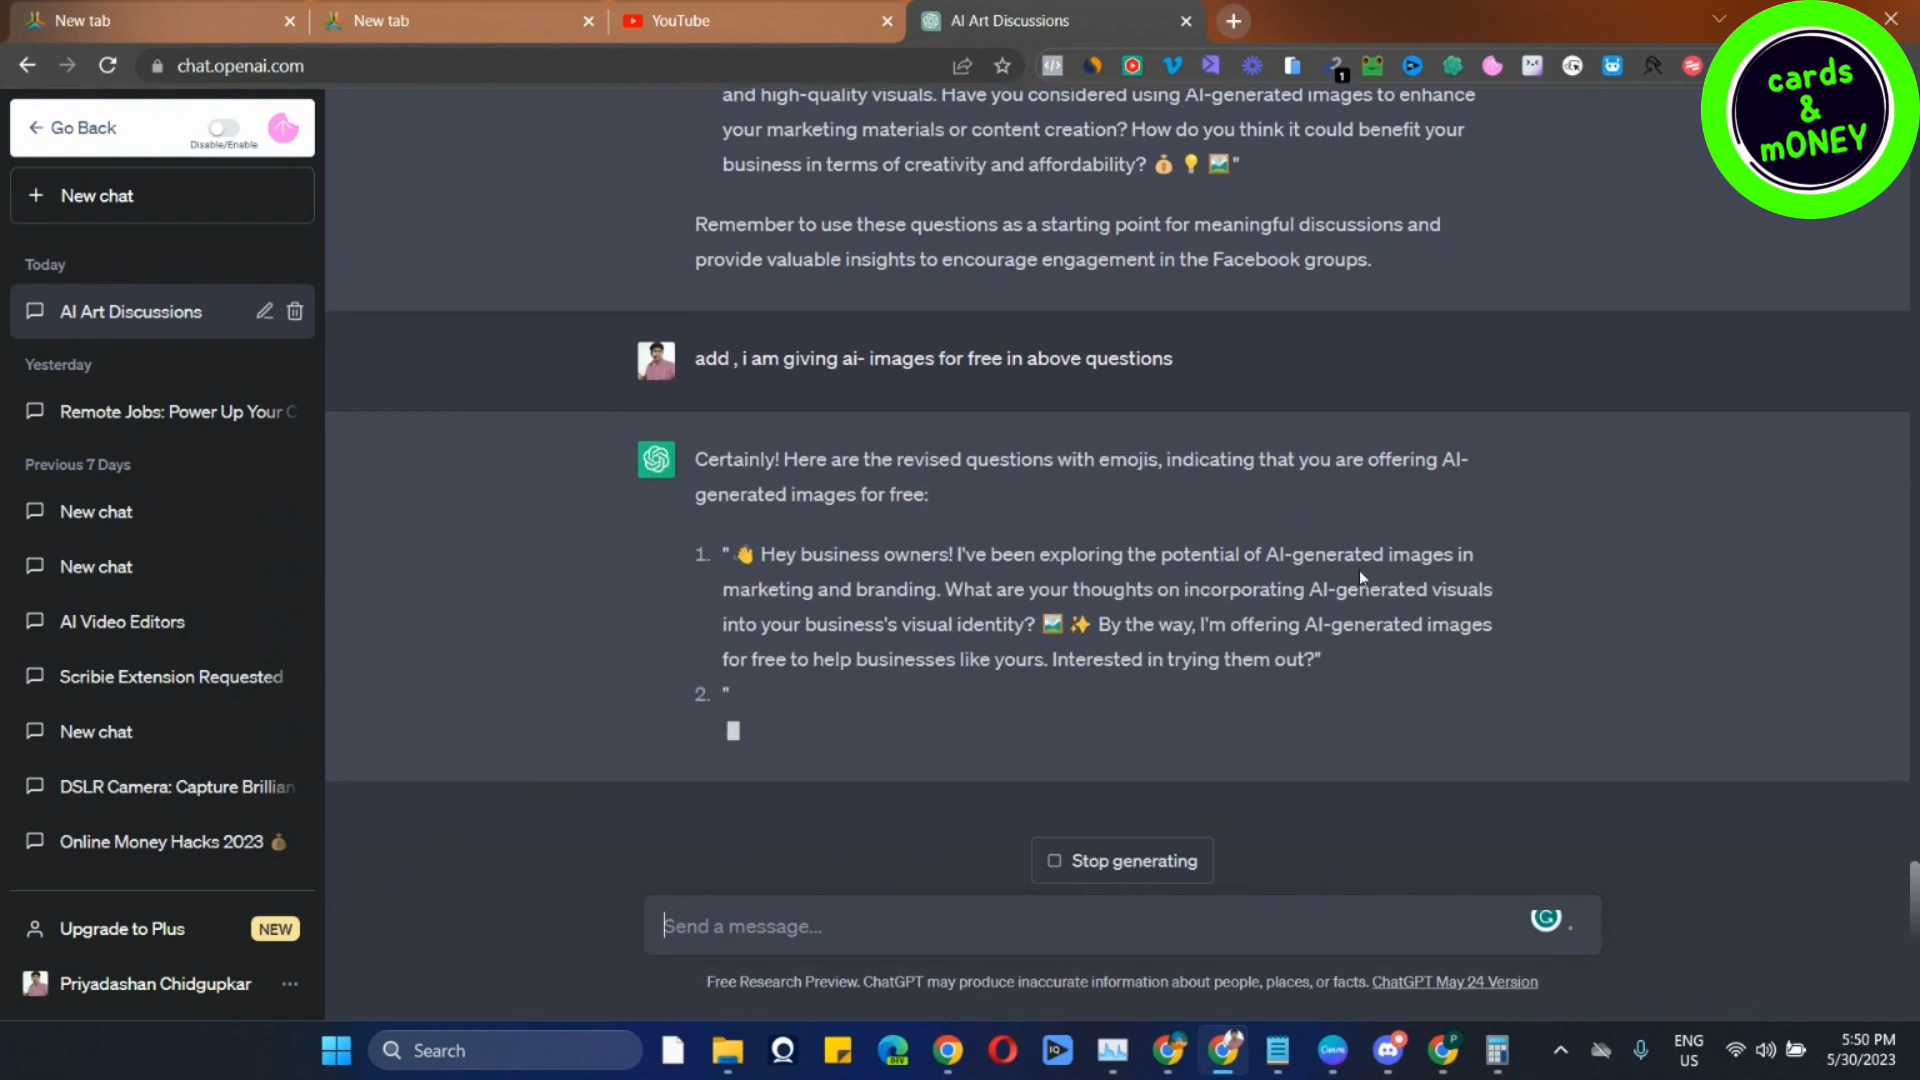 New tab
New tab
YouTube
AI Art Discussions
chat.openai.com
1
cards
&
mONEY
Go Back
Disable/Enable
New chat
Today
AI Art Discussions
Yesterday
Remote Jobs: Power Up Your C
Previous 7 Days
New chat
New chat
AI Video Editors
Scribie Extension Requested
New chat
DSLR Camera: Capture Brillian
Online Money Hacks 2023 💰
Upgrade to Plus
NEW
Priyadashan Chidgupkar
and high-quality visuals. Have you considered using AI-generated images to enhance
your marketing materials or content creation? How do you think it could benefit your
business in terms of creativity and affordability? 💰 💡 🖼️"
Remember to use these questions as a starting point for meaningful discussions and
provide valuable insights to encourage engagement in the Facebook groups.
add , i am giving ai- images for free in above questions
Certainly! Here are the revised questions with emojis, indicating that you are offering AI-
generated images for free:
1. "👋 Hey business owners! I've been exploring the potential of AI-generated images in
marketing and branding. What are your thoughts on incorporating AI-generated visuals
into your business's visual identity? 🖼️ ✨ By the way, I'm offering AI-generated images
for free to help businesses like yours. Interested in trying them out?"
2. "
Stop generating
Send a message...
Free Research Preview. ChatGPT may produce inaccurate information about people, places, or facts. ChatGPT May 24 Version
Search
DEV
IQ
Canva
P
ENG
US
5:50 PM
5/30/2023